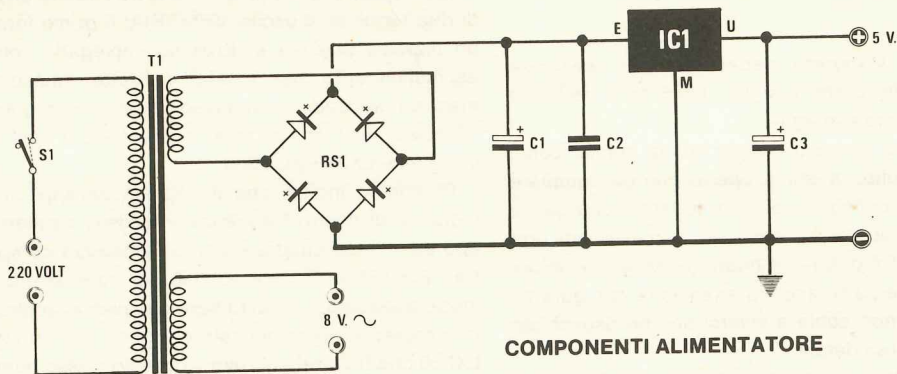 T1
S1
220 VOLT
RS1
8 V. ∼
E
IC1
U
M
C1
+
C2
C3
+
+ 5 V.
−
COMPONENTI ALIMENTATORE